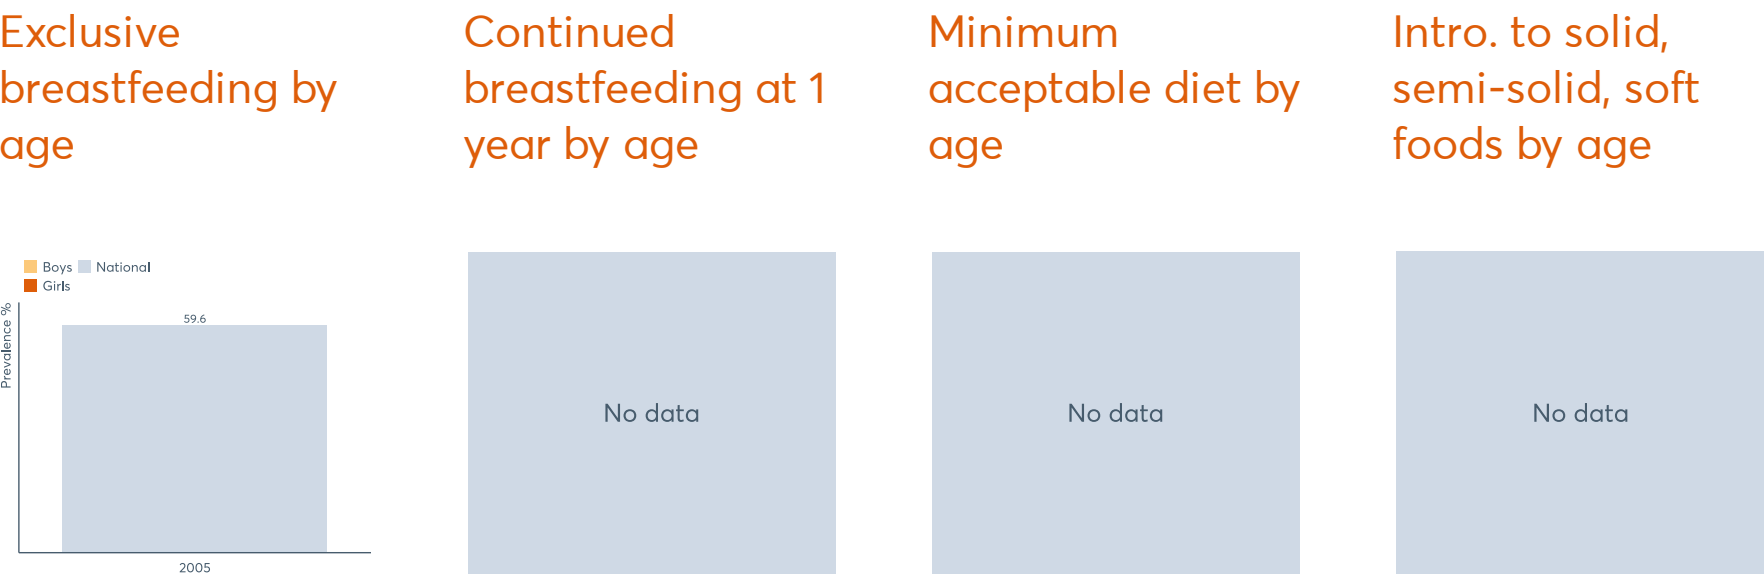 Exclusive
breastfeeding by
age
Continued
breastfeeding at 1
year by age
Minimum
acceptable diet by
age
Intro. to solid,
semi-solid, soft
foods by age
Boys National
Girls
Prevalence %
59.6
2005
No data
No data
No data